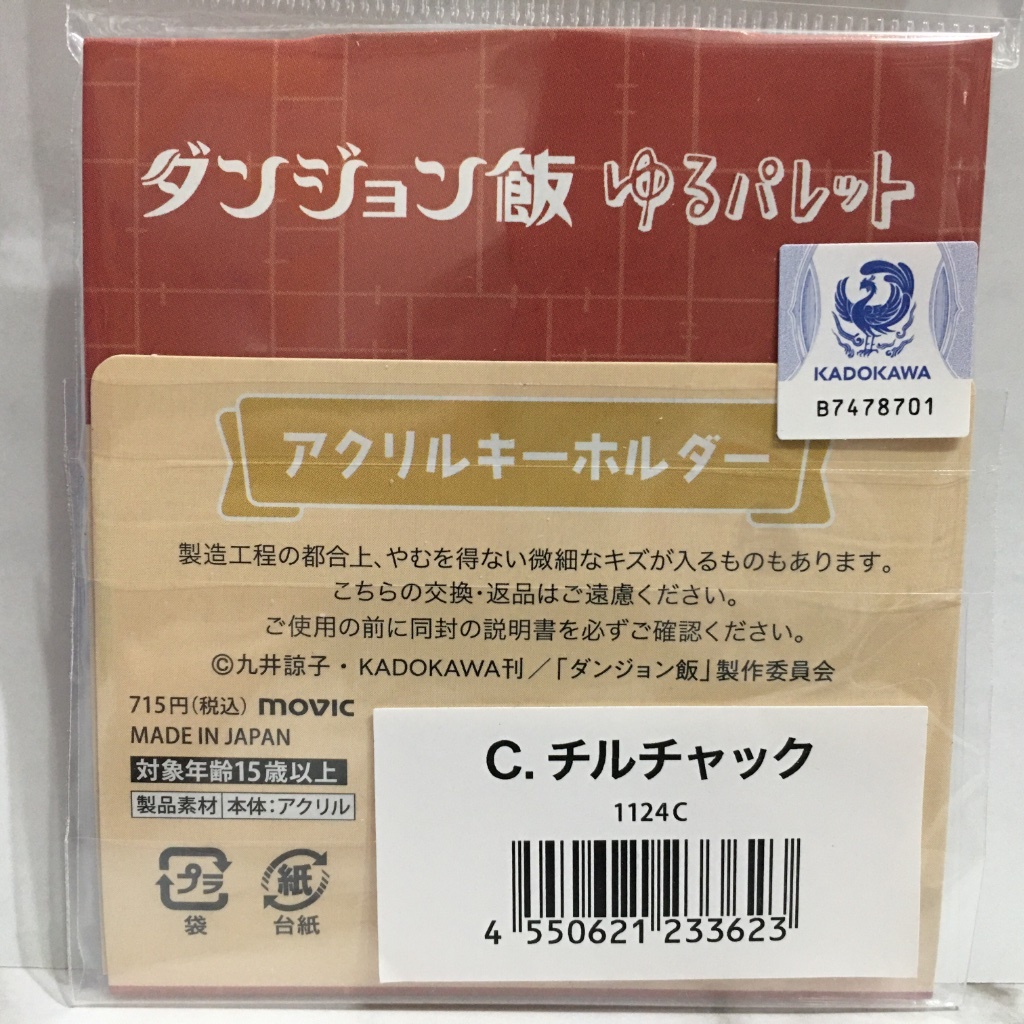 ダンジョン飯 ゆるパレット
KADOKAWA
B7478701
アクリルキーホルダー
製造工程の都合上、やむを得ない微細なキズが入るものもあります。
こちらの交換・返品はご遠慮ください。
ご使用の前に同封の説明書を必ずご確認ください。
©九井諒子・KADOKAWA刊/「ダンジョン飯」製作委員会
715円(税込) movic
MADE IN JAPAN
対象年齢15歳以上
製品素材 本体:アクリル
プラ 紙
袋 台紙
C. チルチャック
1124C
4 550621 233623